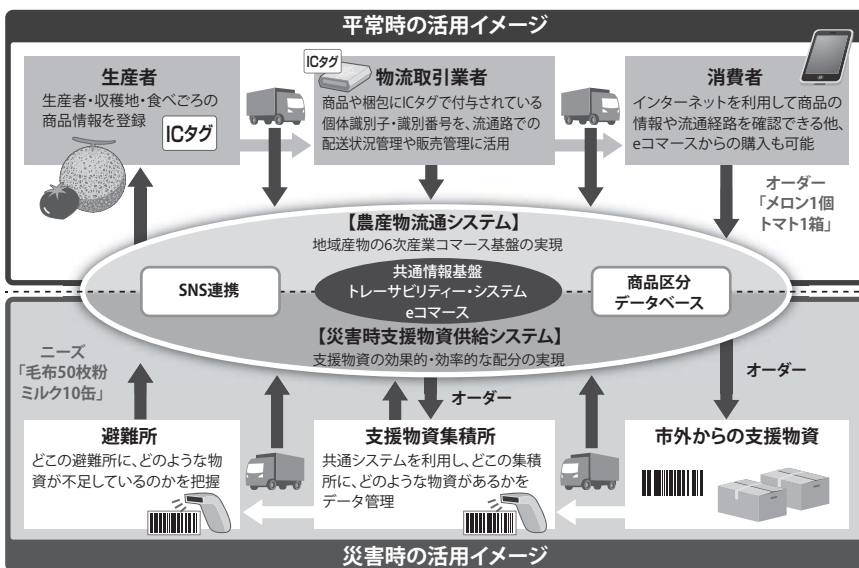 平常時の活用イメージ
生産者
生産者・収穫地・食べごろの
商品情報を登録
ICタグ
ICタグ
物流取引業者
商品や梱包にICタグで付与されている
個体識別子・識別番号を、流通路での
配送状況管理や販売管理に活用
消費者
インターネットを利用して商品の
情報や流通経路を確認できる他、
eコマースからの購入も可能
オーダー
「メロン1個
トマト1箱」
【農産物流通システム】
地域産物の6次産業コマース基盤の実現
SNS連携
共通情報基盤
トレーサビリティー・システム
eコマース
商品区分
データベース
【災害時支援物資供給システム】
支援物資の効果的・効率的な配分の実現
ニーズ
「毛布50枚粉
ミルク10缶」
オーダー
オーダー
避難所
どこの避難所に、どのような物
資が不足しているのかを把握
支援物資集積所
共通システムを利用し、どこの集積
所に、どのような物資があるかを
データ管理
市外からの支援物資
災害時の活用イメージ